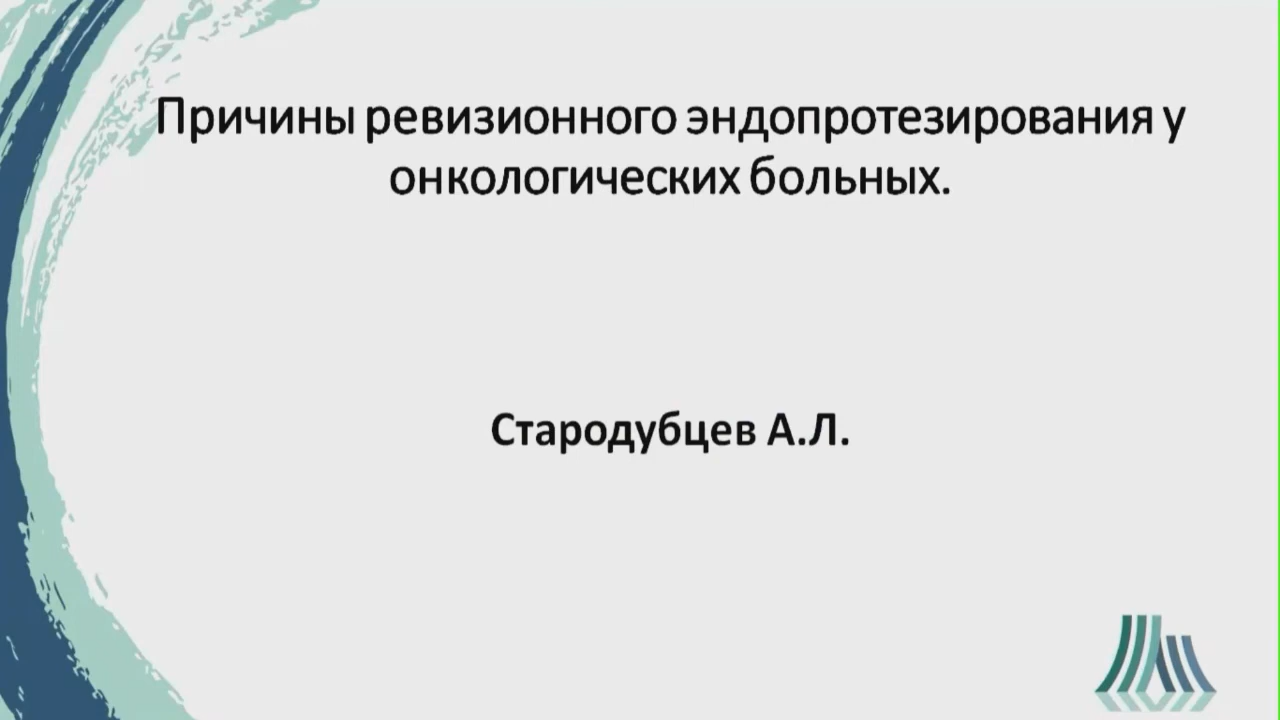 Причины ревизионного эндопротезирования у
онкологических больных.
Стародубцев А.Л.